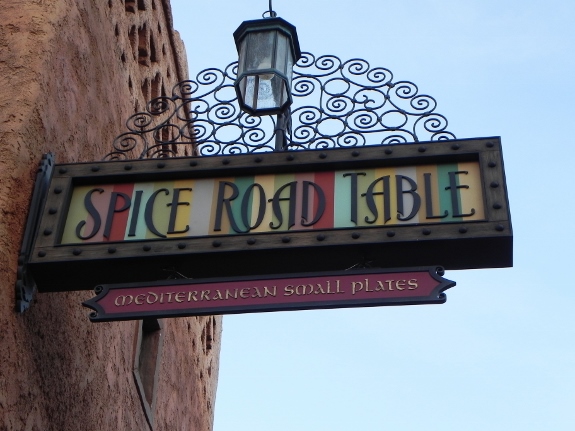 SPICE ROAD TABLE
MEDITERRANEAN SMALL PLATES